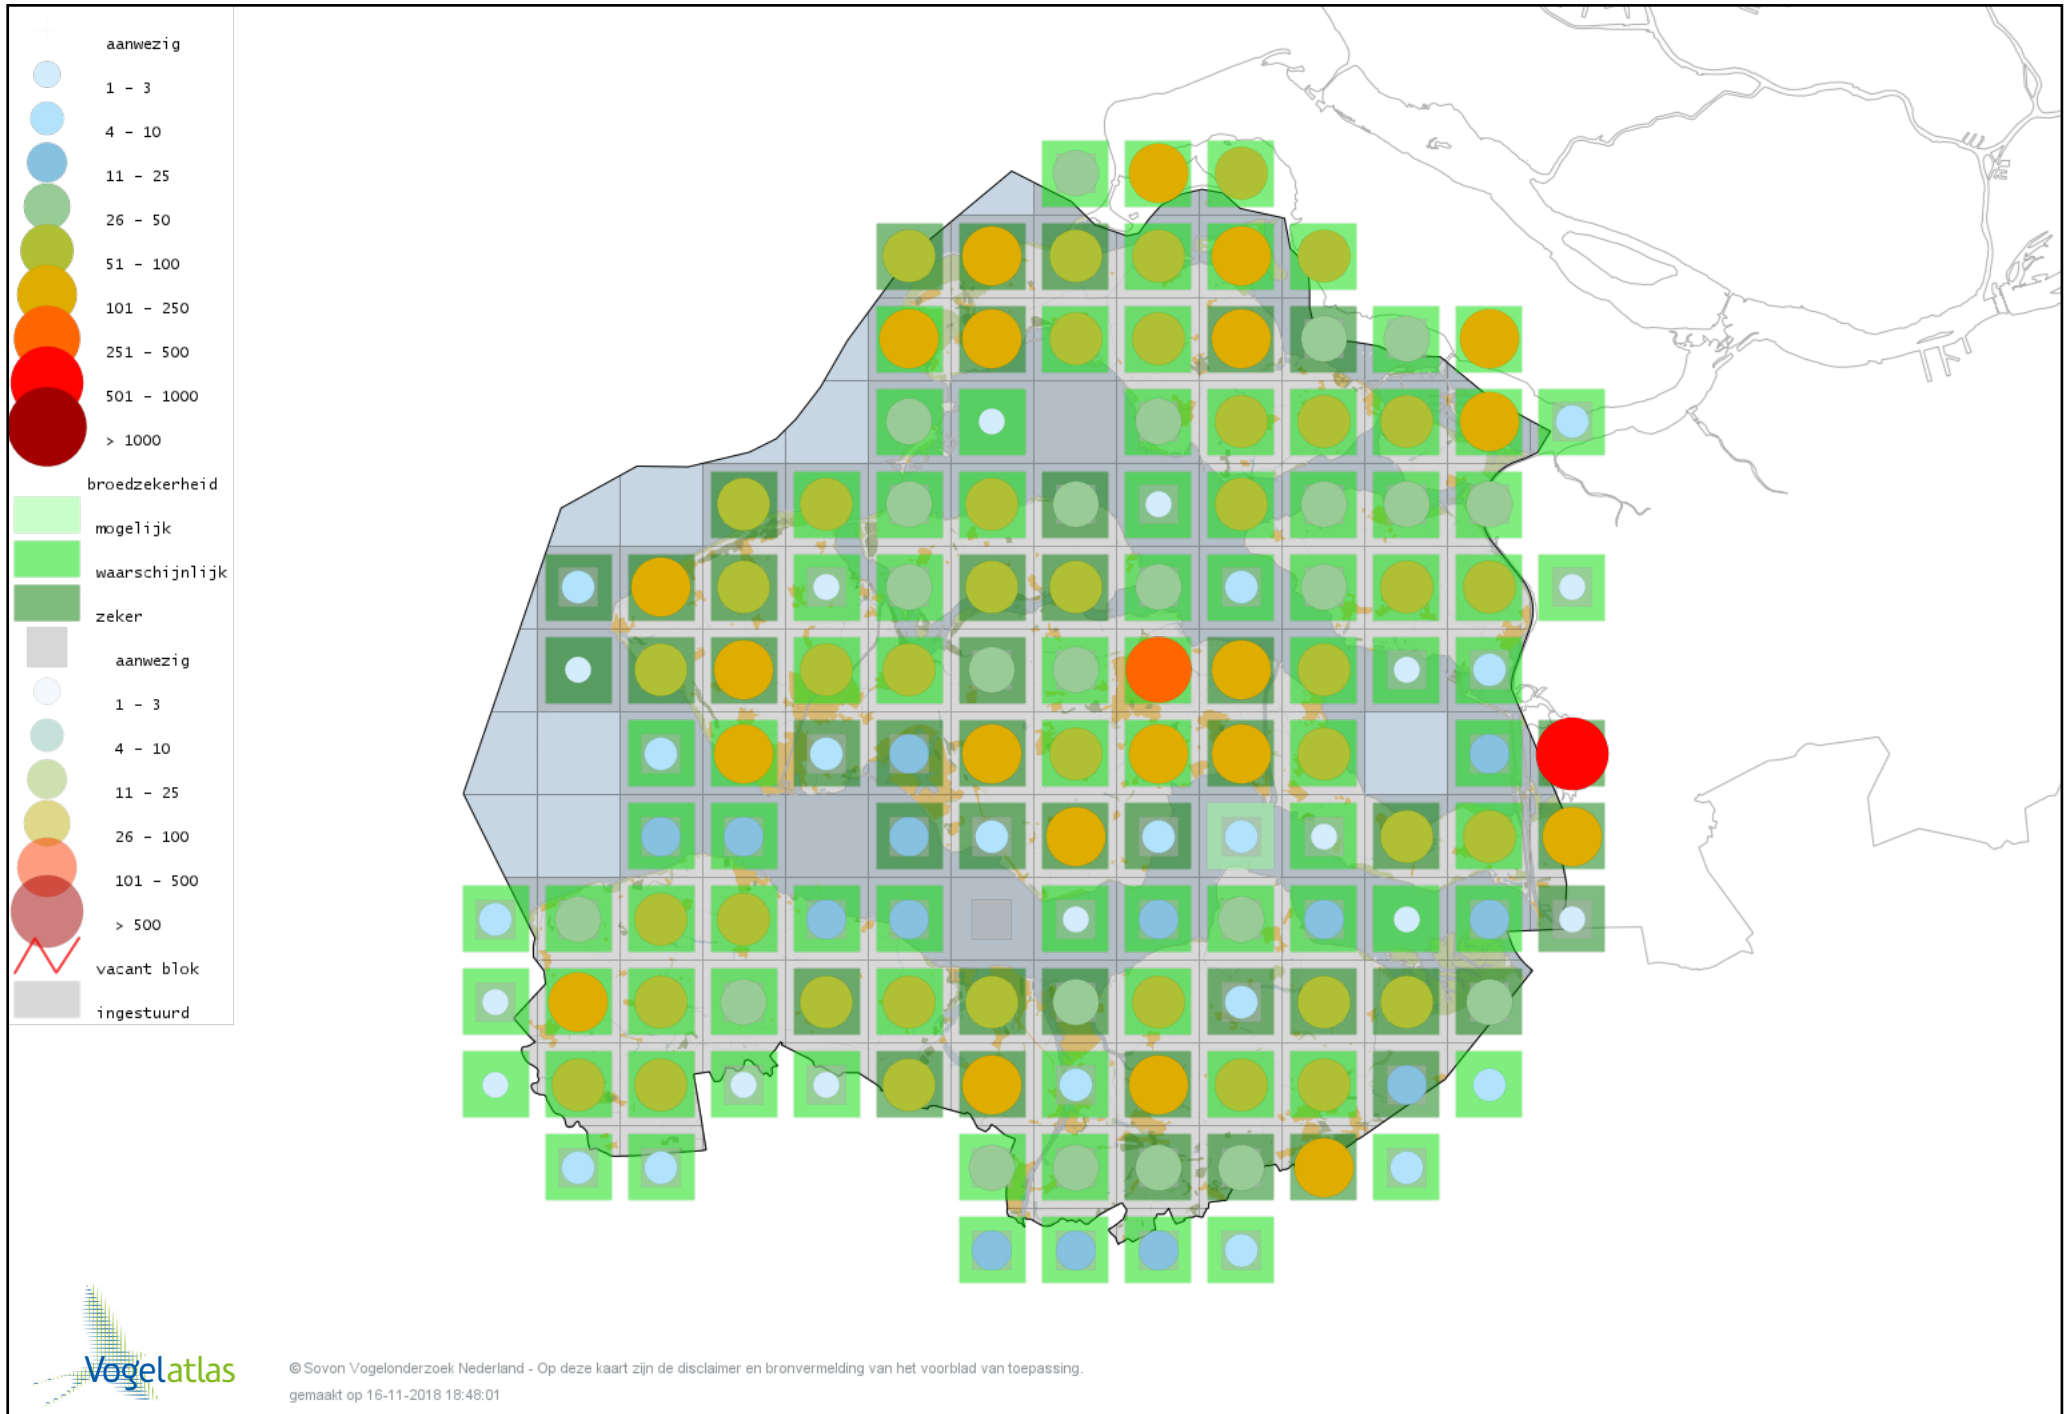 aanwezig
1 - 3
4 - 10
11 - 25
26 - 50
51 - 100
101 - 250
251 - 500
501 - 1000
> 1000
broedzekerheid
mogelijk
waarschijnlijk
zeker
aanwezig
1 - 3
4 - 10
11 - 25
26 - 100
101 - 500
> 500
vacant blok
ingestuurd
Vogelatlas
© Sovon Vogelonderzoek Nederland - Op deze kaart zijn de disclaimer en bronvermelding van het voorblad van toepassing.
gemaakt op 16-11-2018 18:48:01